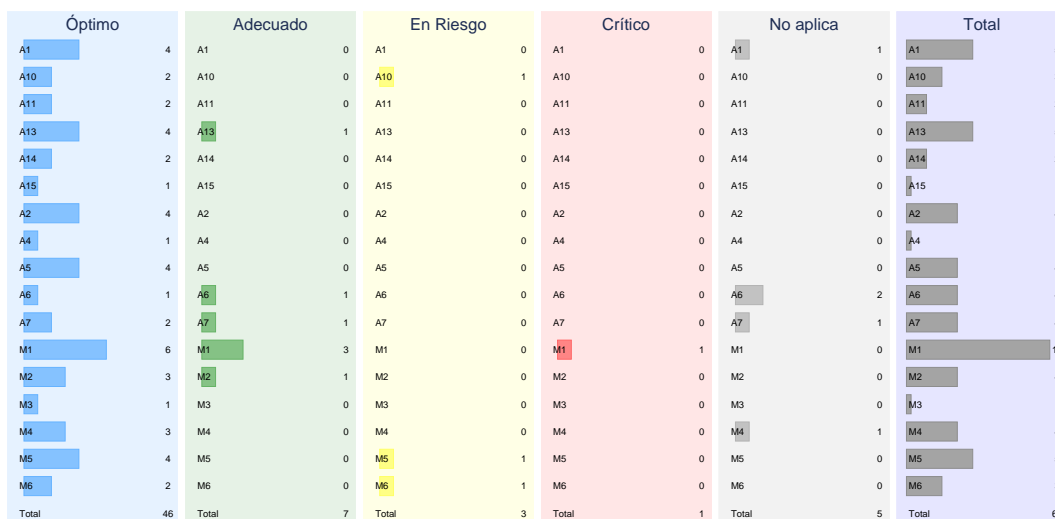 Óptimo Adecuado En Riesgo Crítico No aplica Total
A1 4 A1 0 A1 0 A1 0 A1 1 A1
A10 2 A10 0 A10 1 A10 0 A10 0 A10
A11 2 A11 0 A11 0 A11 0 A11 0 A11
A13 4 A13 1 A13 0 A13 0 A13 0 A13
A14 2 A14 0 A14 0 A14 0 A14 0 A14
A15 1 A15 0 A15 0 A15 0 A15 0 A15
A2 4 A2 0 A2 0 A2 0 A2 0 A2
A4 1 A4 0 A4 0 A4 0 A4 0 A4
A5 4 A5 0 A5 0 A5 0 A5 0 A5
A6 1 A6 1 A6 0 A6 0 A6 2 A6
A7 2 A7 1 A7 0 A7 0 A7 1 A7
M1 6 M1 3 M1 0 M1 1 M1 0 M1 1
M2 3 M2 1 M2 0 M2 0 M2 0 M2
M3 1 M3 0 M3 0 M3 0 M3 0 M3
M4 3 M4 0 M4 0 M4 0 M4 1 M4
M5 4 M5 0 M5 1 M5 0 M5 0 M5
M6 2 M6 0 M6 1 M6 0 M6 0 M6
Total 46 Total 7 Total 3 Total 1 Total 5 Total 6